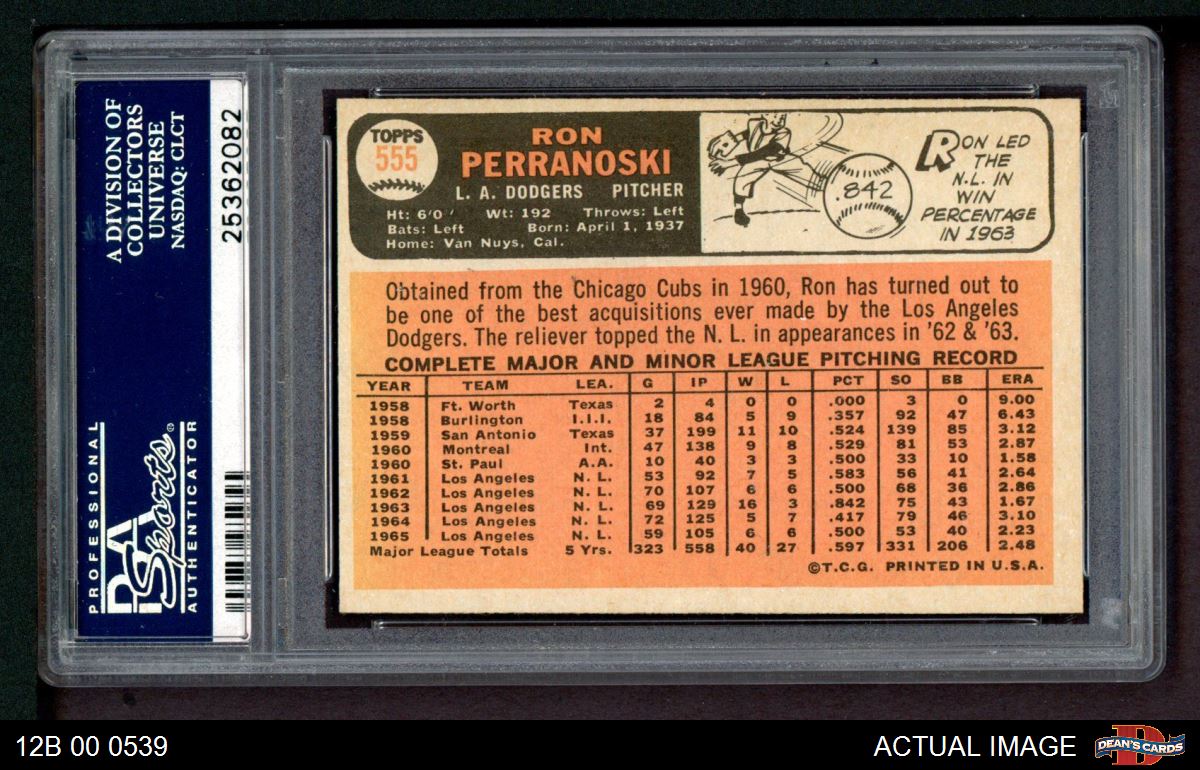 A DIVISION OF
COLLECTORS
UNIVERSE
NASDAQ: CLCT
25362082
PROFESSIONAL
PSA
Sports®
AUTHENTICATOR
TOPPS
555
RON
PERRANOSKI
L. A. DODGERS PITCHER
Ht: 6'0' Wt: 192 Throws: Left
Bats: Left Born: April 1, 1937
Home: Van Nuys, Cal.
.842
RON LED
THE
N.L. IN
WIN
PERCENTAGE
IN 1963
Obtained from the Chicago Cubs in 1960, Ron has turned out to
be one of the best acquisitions ever made by the Los Angeles
Dodgers. The reliever topped the N. L. in appearances in '62 & '63.
COMPLETE MAJOR AND MINOR LEAGUE PITCHING RECORD
YEAR TEAM LEA. G IP W L PCT SO BB ERA
1958 Ft. Worth Texas 2 4 0 0 .000 3 0 9.00
1958 Burlington I.I.I. 18 84 5 9 .357 92 47 6.43
1959 San Antonio Texas 37 199 11 10 .524 139 85 3.12
1960 Montreal Int. 47 138 9 8 .529 81 53 2.87
1960 St. Paul A.A. 10 40 3 3 .500 33 10 1.58
1961 Los Angeles N. L. 53 92 7 5 .583 56 41 2.64
1962 Los Angeles N. L. 70 107 6 6 .500 68 36 2.86
1963 Los Angeles N. L. 69 129 16 3 .842 75 43 1.67
1964 Los Angeles N. L. 72 125 5 7 .417 79 46 3.10
1965 Los Angeles N. L. 59 105 6 6 .500 53 40 2.23
Major League Totals 5 Yrs. 323 558 40 27 .597 331 206 2.48
©T.C.G. PRINTED IN U.S.A.
12B 00 0539
ACTUAL IMAGE
D
DEAN'S CARDS